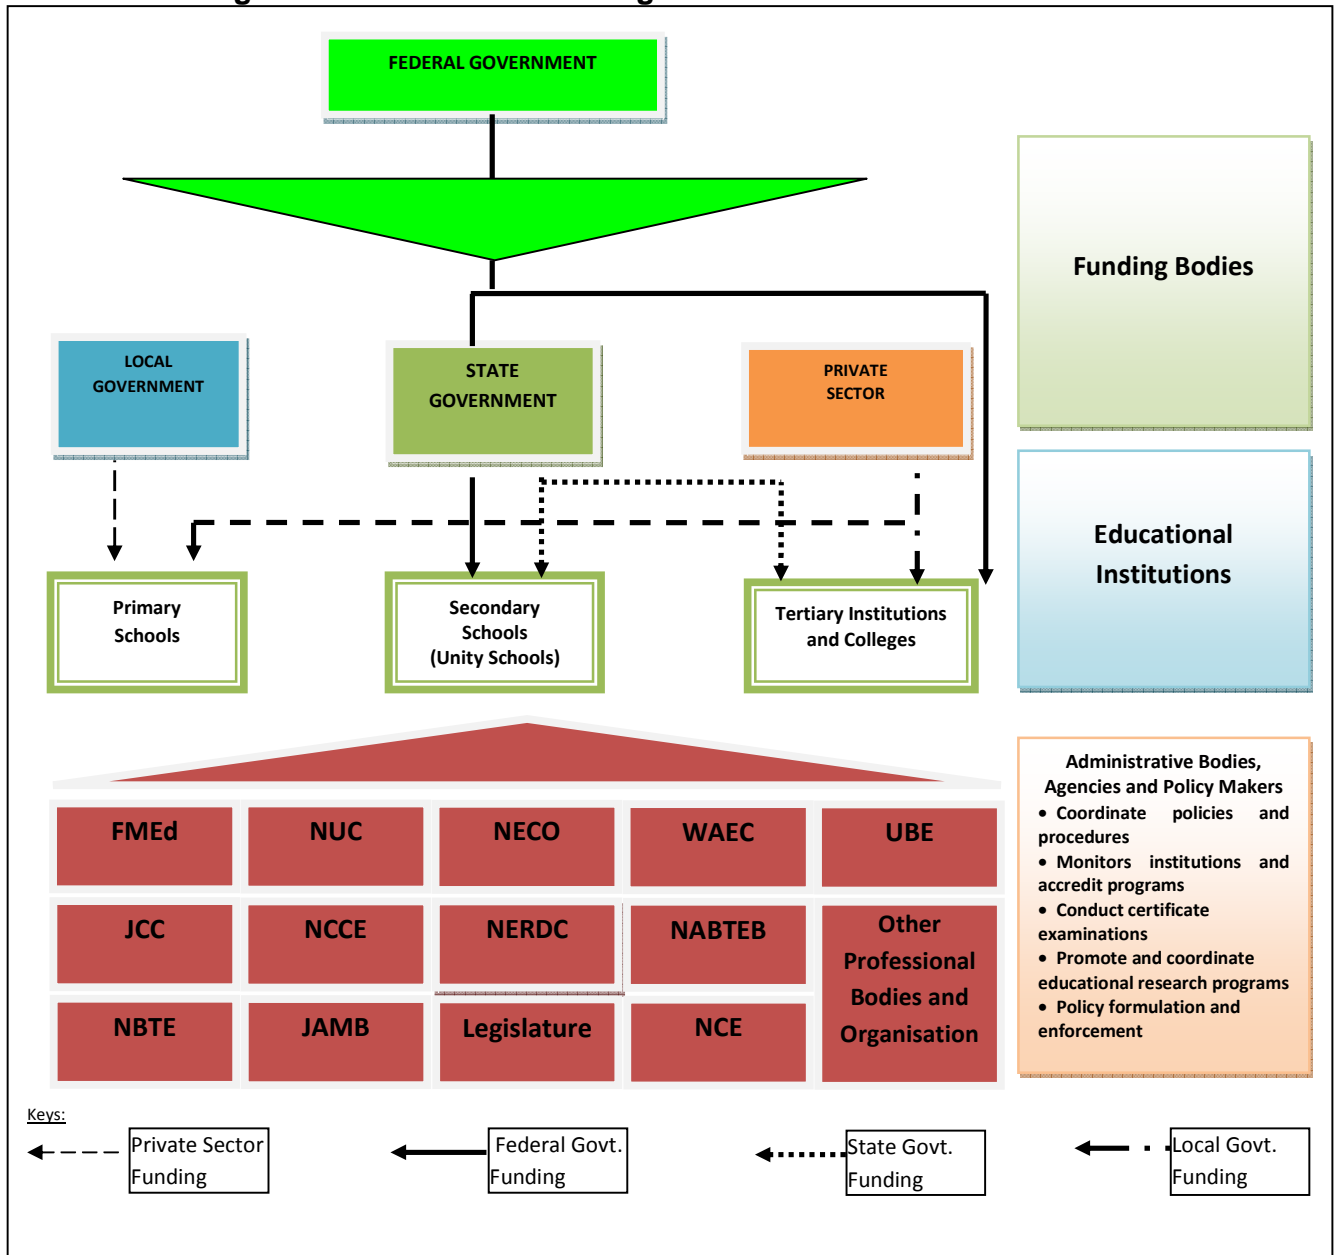 FEDERAL GOVERNMENT
Funding Bodies
LOCAL
GOVERNMENT
STATE
GOVERNMENT
PRIVATE
SECTOR
Educational
Institutions
Primary
Schools
Secondary
Schools
(Unity Schools)
Tertiary Institutions
and Colleges
FMEd
NUC
NECO
WAEC
UBE
JCC
NCCE
NERDC
NABTEB
Other
Professional
Bodies and
Organisation
NBTE
JAMB
Legislature
NCE
Administrative Bodies,
Agencies and Policy Makers
• Coordinate policies and
procedures
• Monitors institutions and
accredit programs
• Conduct certificate
examinations
• Promote and coordinate
educational research programs
• Policy formulation and
enforcement
Keys:
Private Sector
Funding
Federal Govt.
Funding
State Govt.
Funding
Local Govt.
Funding